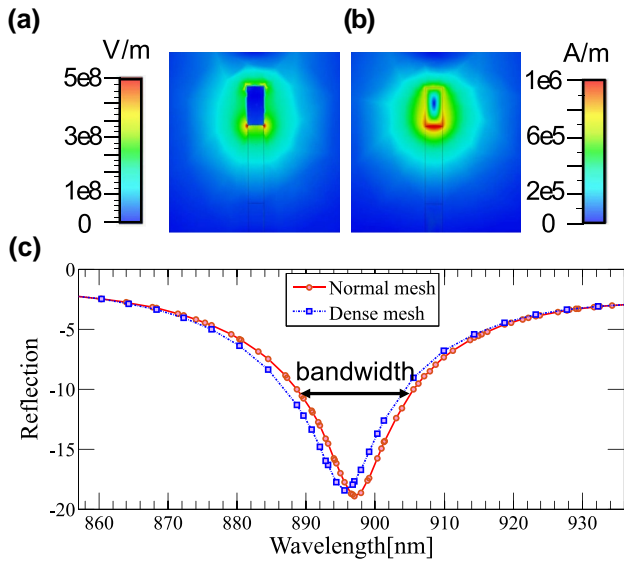 (a)
(b)
V/m
A/m
5e8
3e8
1e8
0
1e6
6e5
2e5
0
(c)
0
-5
-10
-15
-20
Reflection
Normal mesh
Dense mesh
bandwidth
860 870 880 890 900 910 920 930
Wavelength[nm]